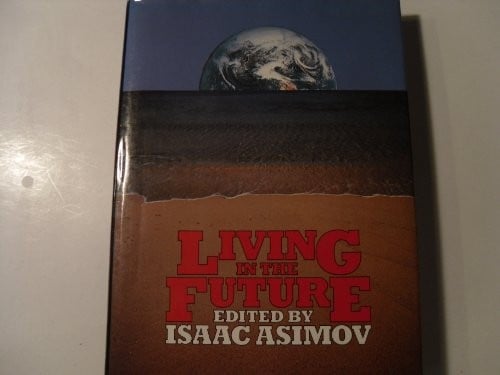 LIVING
IN THE
FUTURE
EDITED BY
ISAAC ASIMOV